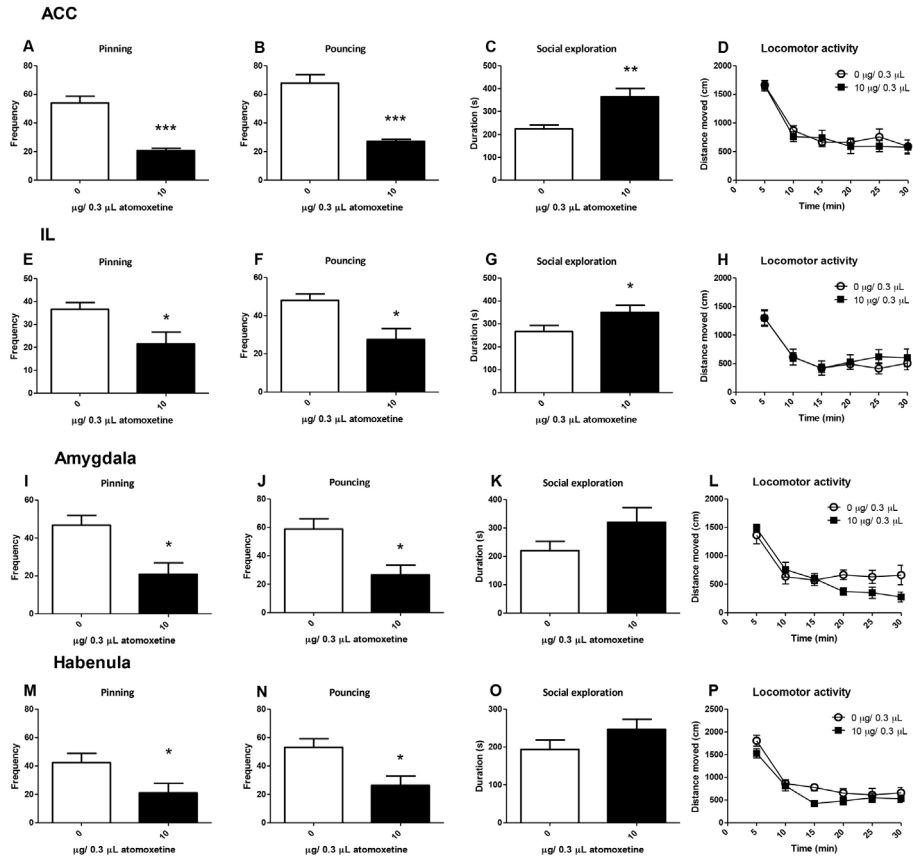 ACC
A
Pinning
Frequency
80
60
40
20
0
***
0
10
µg/ 0.3 µL atomoxetine
B
Pouncing
Frequency
80
60
40
20
0
***
0
10
µg/ 0.3 µL atomoxetine
C
Social exploration
Duration (s)
500
400
300
200
100
0
**
0
10
µg/ 0.3 µL atomoxetine
D
Locomotor activity
0 µg/ 0.3 µL
10 µg/ 0.3 µL
Distance moved (cm)
2000
1500
1000
500
0
0
5
10
15
20
25
30
Time (min)
IL
E
Pinning
Frequency
50
40
30
20
10
0
*
0
10
µg/ 0.3 µL atomoxetine
F
Pouncing
Frequency
60
40
20
0
*
0
10
µg/ 0.3 µL atomoxetine
G
Social exploration
Duration (s)
500
400
300
200
100
0
*
0
10
µg/ 0.3 µL atomoxetine
H
Locomotor activity
0 µg/ 0.3 µL
10 µg/ 0.3 µL
Distance moved (cm)
2000
1500
1000
500
0
0
5
10
15
20
25
30
Time (min)
Amygdala
I
Pinning
Frequency
60
40
20
0
*
0
10
µg/ 0.3 µL atomoxetine
J
Pouncing
Frequency
80
60
40
20
0
*
0
10
µg/ 0.3 µL atomoxetine
K
Social exploration
Duration (s)
400
300
200
100
0
0
10
µg/ 0.3 µL atomoxetine
L
Locomotor activity
0 µg/ 0.3 µL
10 µg/ 0.3 µL
Distance moved (cm)
2000
1500
1000
500
0
0
5
10
15
20
25
30
Time (min)
Habenula
M
Pinning
Frequency
80
60
40
20
0
*
0
10
µg/ 0.3 µL atomoxetine
N
Pouncing
Frequency
80
60
40
20
0
*
0
10
µg/ 0.3 µL atomoxetine
O
Social exploration
Duration (s)
300
200
100
0
0
10
µg/ 0.3 µL atomoxetine
P
Locomotor activity
0 µg/ 0.3 µL
10 µg/ 0.3 µL
Distance moved (cm)
2500
2000
1500
1000
500
0
0
5
10
15
20
25
30
Time (min)